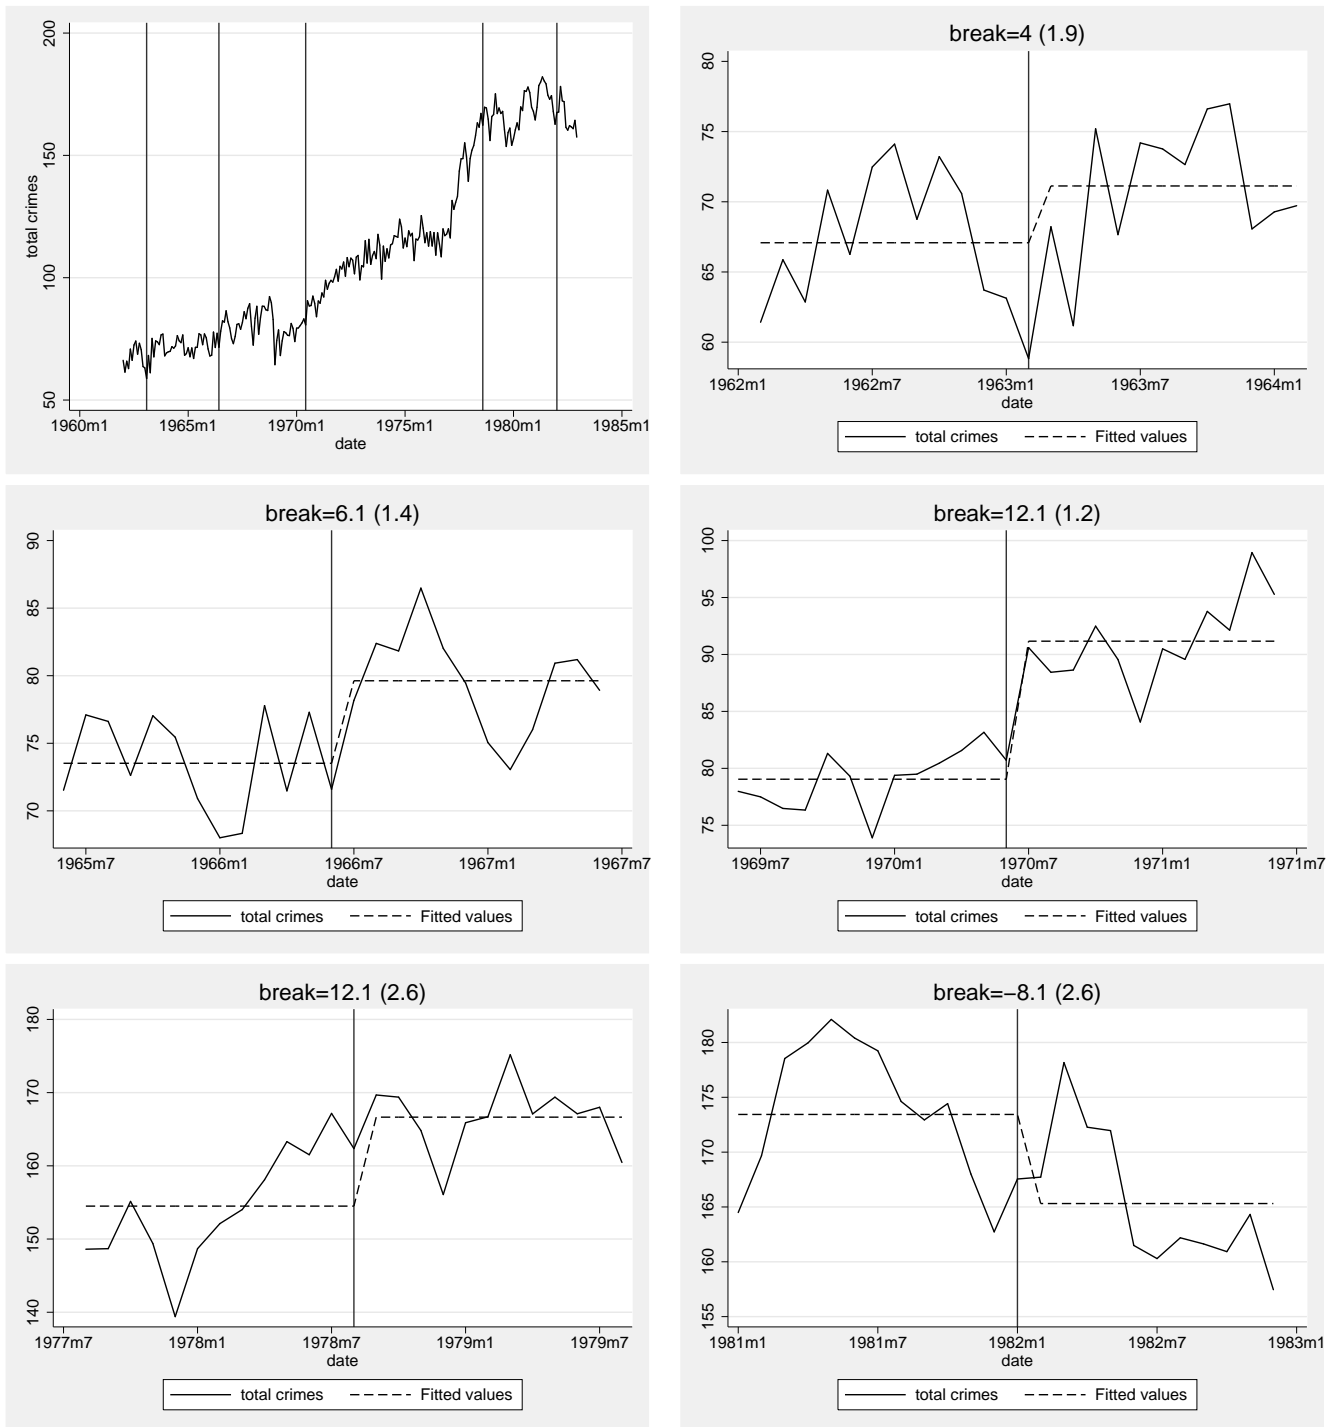 200
150
100
50
total crimes
1960m1 1965m1 1970m1 1975m1 1980m1 1985m1
date
break=4 (1.9)
80
75
70
65
60
1962m1 1962m7 1963m1 1963m7 1964m1
date
total crimes Fitted values
break=6.1 (1.4)
90
85
80
75
70
1965m7 1966m1 1966m7 1967m1 1967m7
date
total crimes Fitted values
break=12.1 (1.2)
100
95
90
85
80
75
1969m7 1970m1 1970m7 1971m1 1971m7
date
total crimes Fitted values
break=12.1 (2.6)
180
170
160
150
140
1977m7 1978m1 1978m7 1979m1 1979m7
date
total crimes Fitted values
break=−8.1 (2.6)
180
175
170
165
160
155
1981m1 1981m7 1982m1 1982m7 1983m1
date
total crimes Fitted values